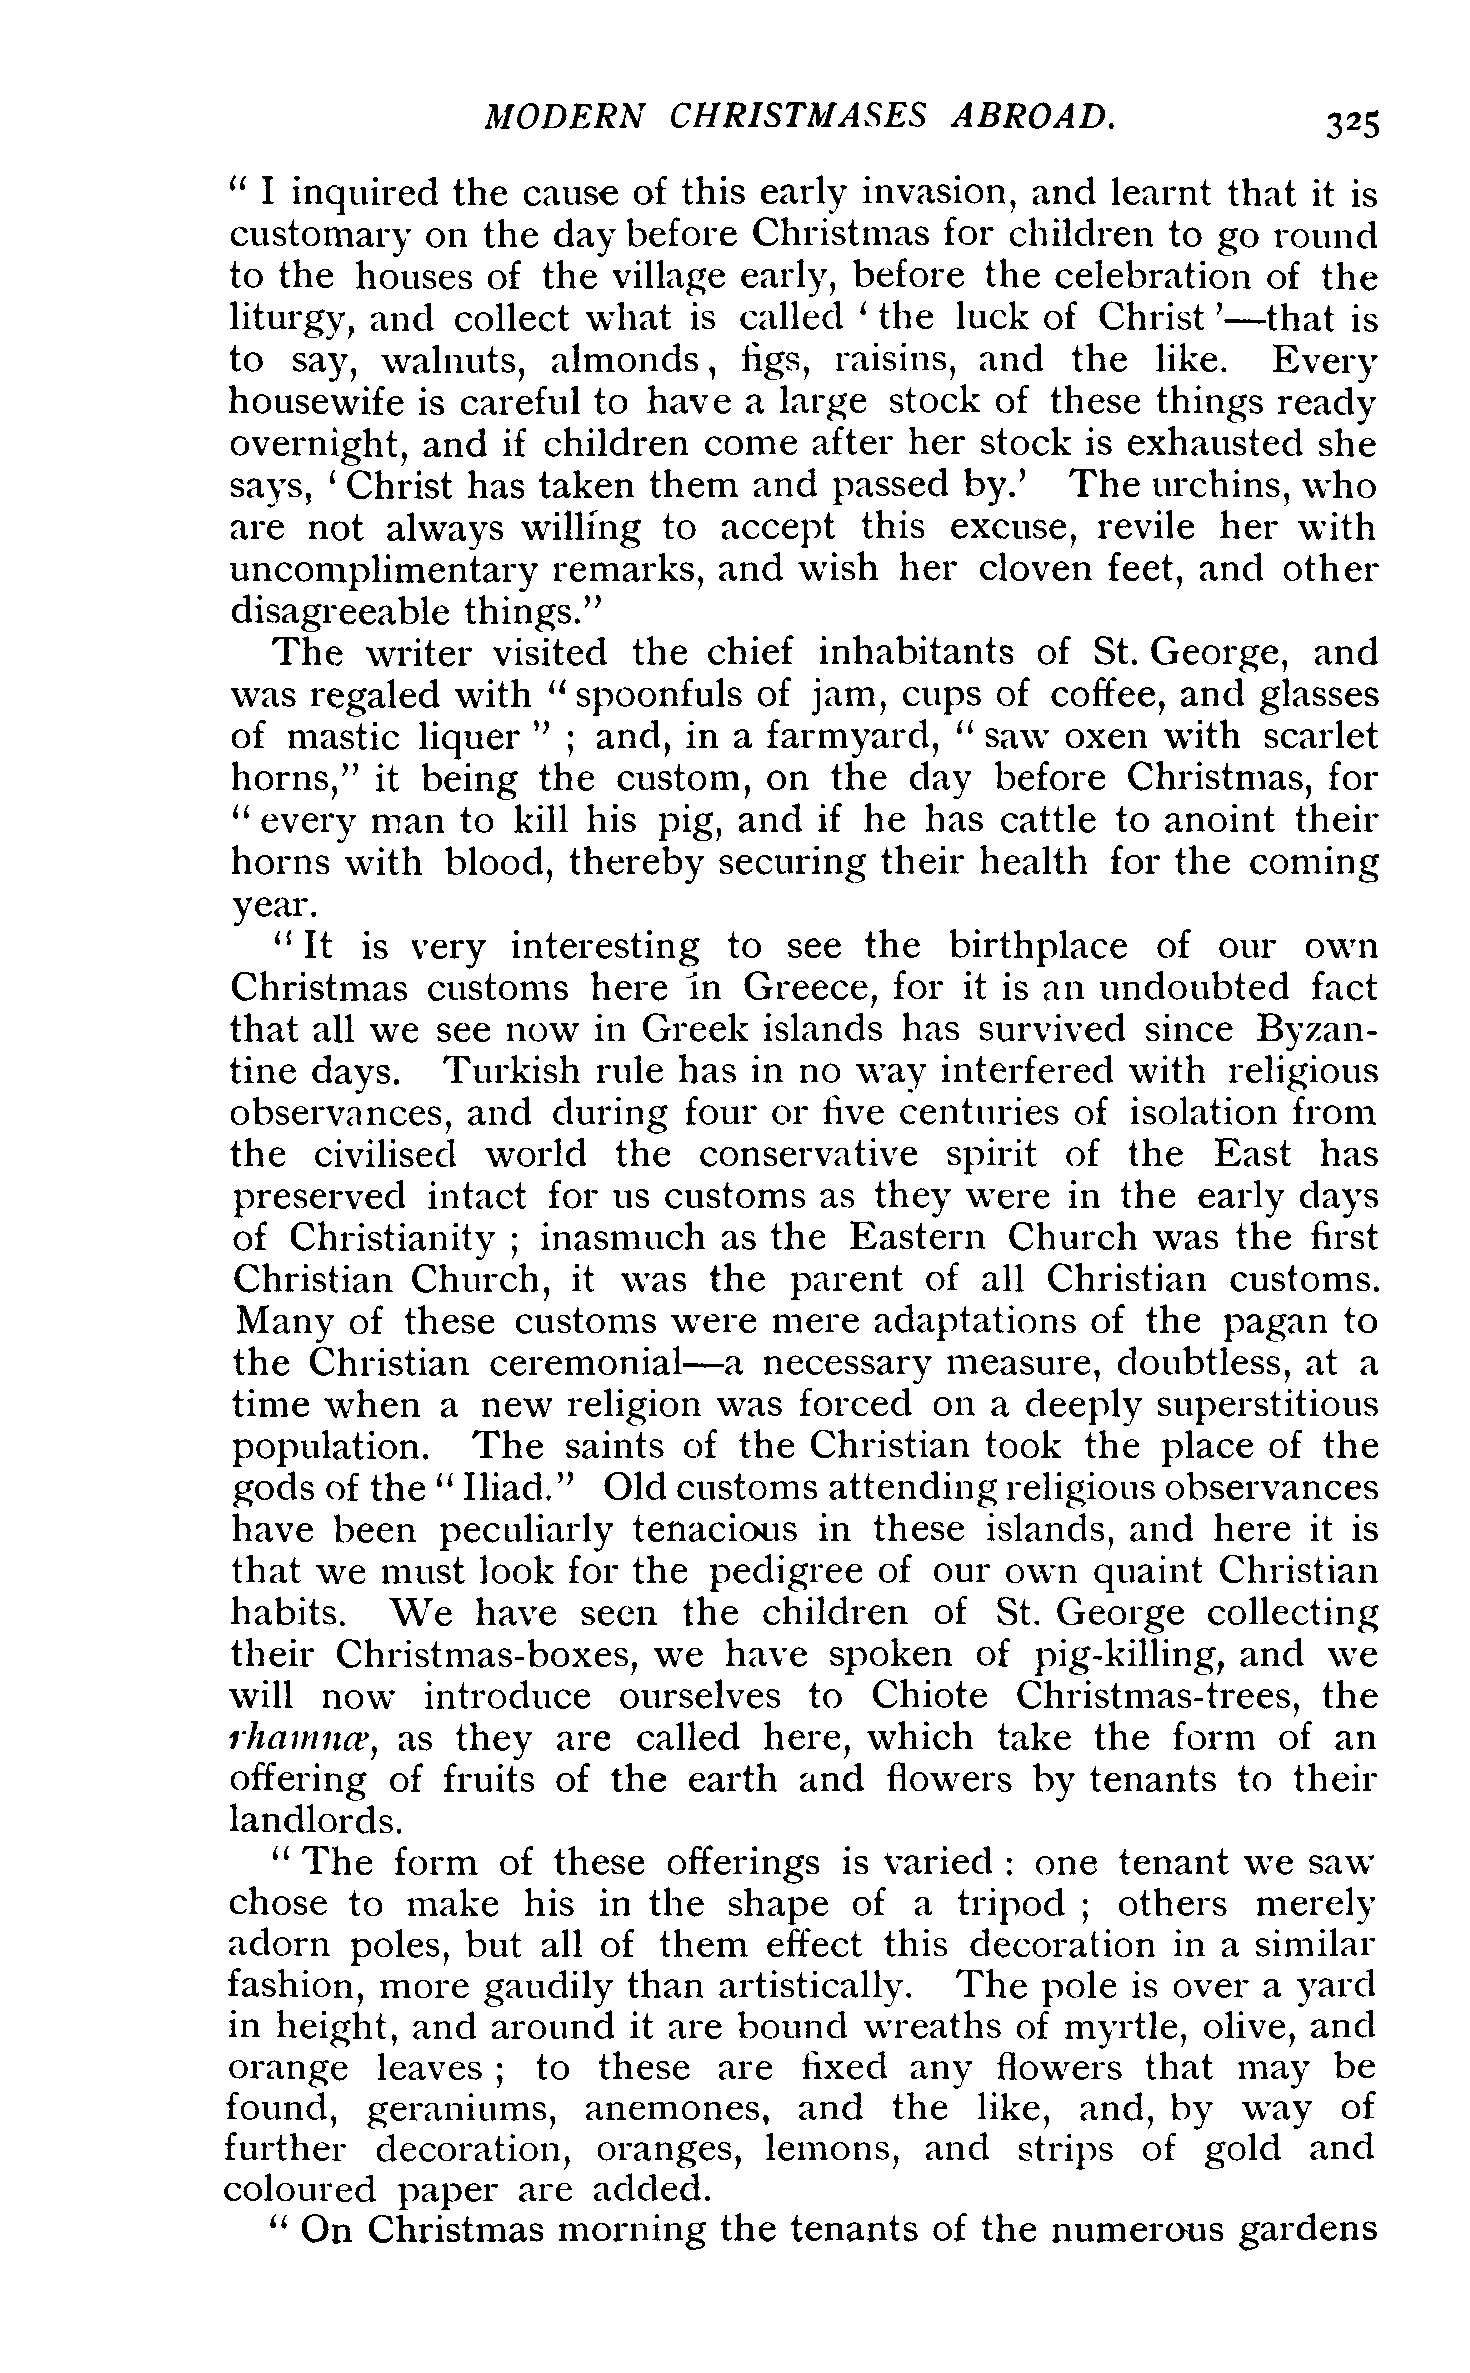 MODERN CHRISTMASES ABROAD. 325
“ I inquired the cause of this early invasion, and learnt that it is
customary on the day before Christmas for children to go round
to the houses of the village early, before the celebration of the
liturgy, and collect what is called ‘ the luck of Christ ’—that is
to say, walnuts, almonds, figs, raisins, and the like. Every
housewife is careful to have a large stock of these things ready
overnight, and if children come after her stock is exhausted she
says, ‘ Christ has taken them and passed by.’ The urchins, who
are not always willing to accept this excuse, revile her with
uncomplimentary remarks, and wish her cloven feet, and other
disagreeable things.”
The writer visited the chief inhabitants of St. George, and
was regaled with “ spoonfuls of jam, cups of coffee, and glasses
of mastic liquer ” ; and, in a farmyard, “ saw oxen with scarlet
horns,” it being the custom, on the day before Christmas, for
“ every man to kill his pig, and if he has cattle to anoint their
horns with blood, thereby securing their health for the coming
year.
“ It is very interesting to see the birthplace of our own
Christmas customs here in Greece, for it is an undoubted fact
that all we see now in Greek islands has survived since Byzan-
tine days. Turkish rule has in no way interfered with religious
observances, and during four or five centuries of isolation from
the civilised world the conservative spirit of the East has
preserved intact for us customs as they were in the early days
of Christianity ; inasmuch as the Eastern Church was the first
Christian Church, it was the parent of all Christian customs.
Many of these customs were mere adaptations of the pagan to
the Christian ceremonial—a necessary measure, doubtless, at a
time when a new religion was forced on a deeply superstitious
population. The saints of the Christian took the place of the
gods of the “ Iliad.” Old customs attending religious observances
have been peculiarly tenacious in these islands, and here it is
that we must look for the pedigree of our own quaint Christian
habits. We have seen the children of St. George collecting
their Christmas-boxes, we have spoken of pig-killing, and we
will now introduce ourselves to Chiote Christmas-trees, the
rhamnæ, as they are called here, which take the form of an
offering of fruits of the earth and flowers by tenants to their
landlords.
“ The form of these offerings is varied : one tenant we saw
chose to make his in the shape of a tripod ; others merely
adorn poles, but all of them effect this decoration in a similar
fashion, more gaudily than artistically. The pole is over a yard
in height, and around it are bound wreaths of myrtle, olive, and
orange leaves ; to these are fixed any flowers that may be
found, geraniums, anemones, and the like, and, by way of
further decoration, oranges, lemons, and strips of gold and
coloured paper are added.
“ On Christmas morning the tenants of the numerous gardens